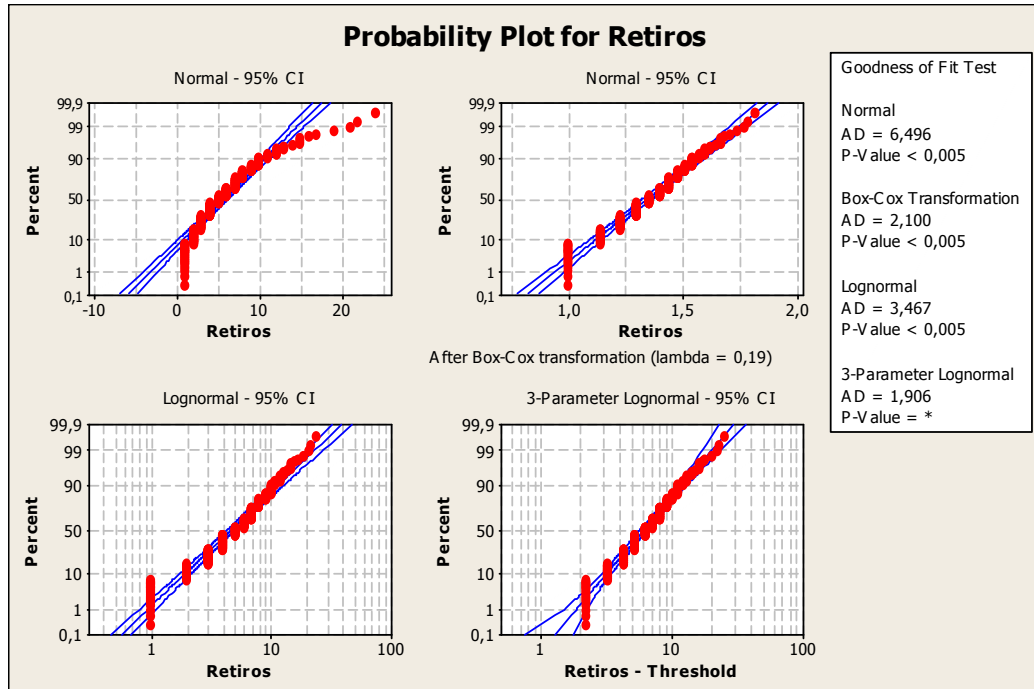 Probability Plot for Retiros
Normal - 95% CI
Percent
99,9
99
90
50
10
1
0,1
-10 0 10 20
Retiros
Normal - 95% CI
Percent
99,9
99
90
50
10
1
0,1
1,0 1,5 2,0
Retiros
After Box-Cox transformation (lambda = 0,19)
Lognormal - 95% CI
Percent
99,9
99
90
50
10
1
0,1
1 10 100
Retiros
3-Parameter Lognormal - 95% CI
Percent
99,9
99
90
50
10
1
0,1
1 10 100
Retiros - Threshold
Goodness of Fit Test
Normal
AD = 6,496
P-Value < 0,005
Box-Cox Transformation
AD = 2,100
P-Value < 0,005
Lognormal
AD = 3,467
P-Value < 0,005
3-Parameter Lognormal
AD = 1,906
P-Value = *